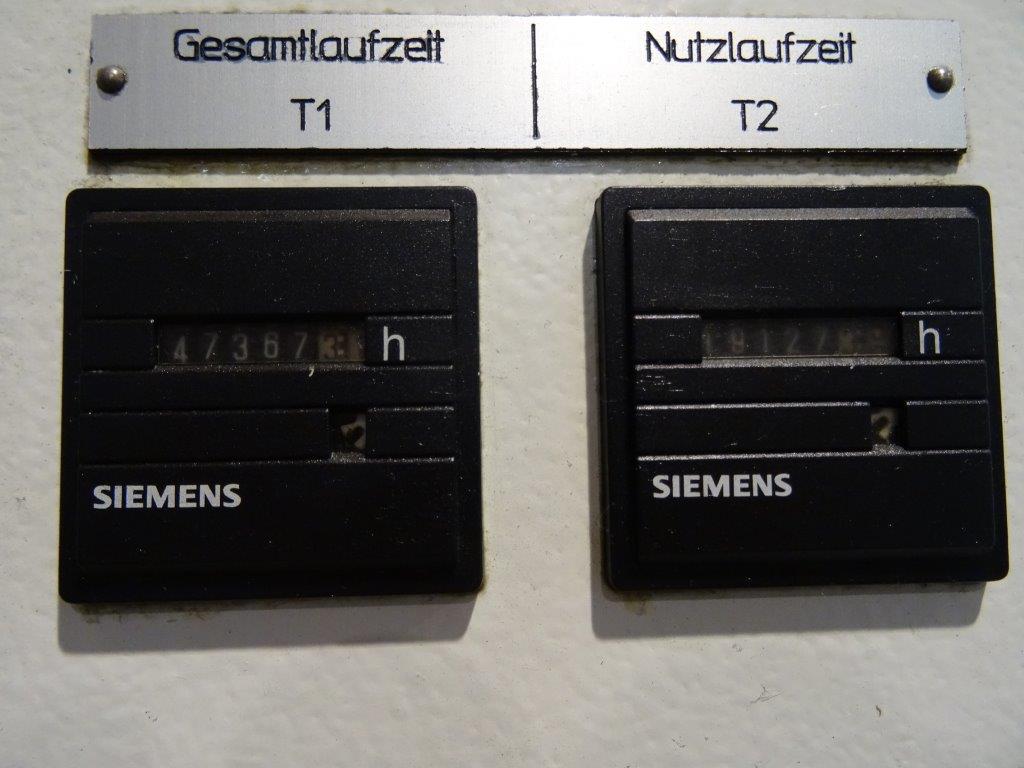 Gesamtlaufzeit
T1
Nutzlaufzeit
T2
47367 h
SIEMENS
h
SIEMENS